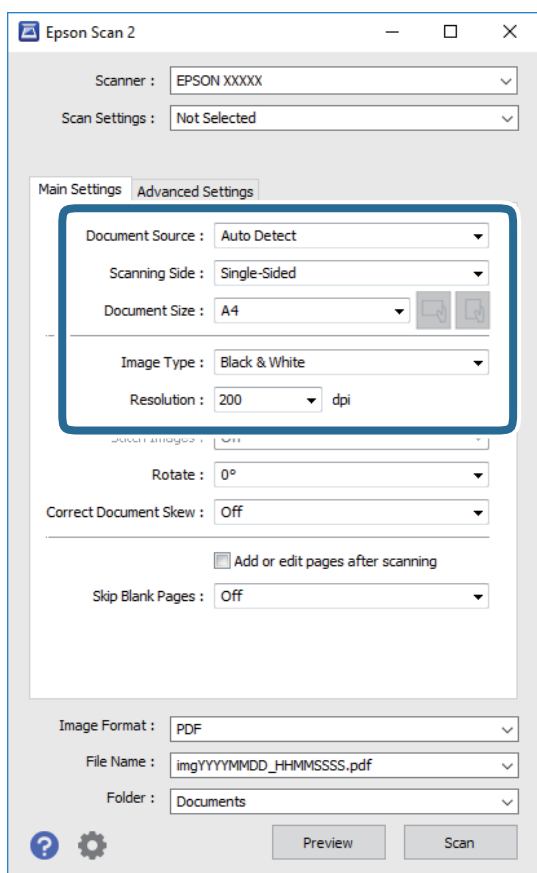 Epson Scan 2
Scanner : EPSON XXXXX
Scan Settings : Not Selected
Main Settings Advanced Settings
Document Source : Auto Detect
Scanning Side : Single-Sided
Document Size : A4
Image Type : Black & White
Resolution : 200 dpi
Stitch Images : Off
Rotate : 0°
Correct Document Skew : Off
Add or edit pages after scanning
Skip Blank Pages : Off
Image Format : PDF
File Name : imgYYYYMMDD_HHMMSSSS.pdf
Folder : Documents
? Preview Scan